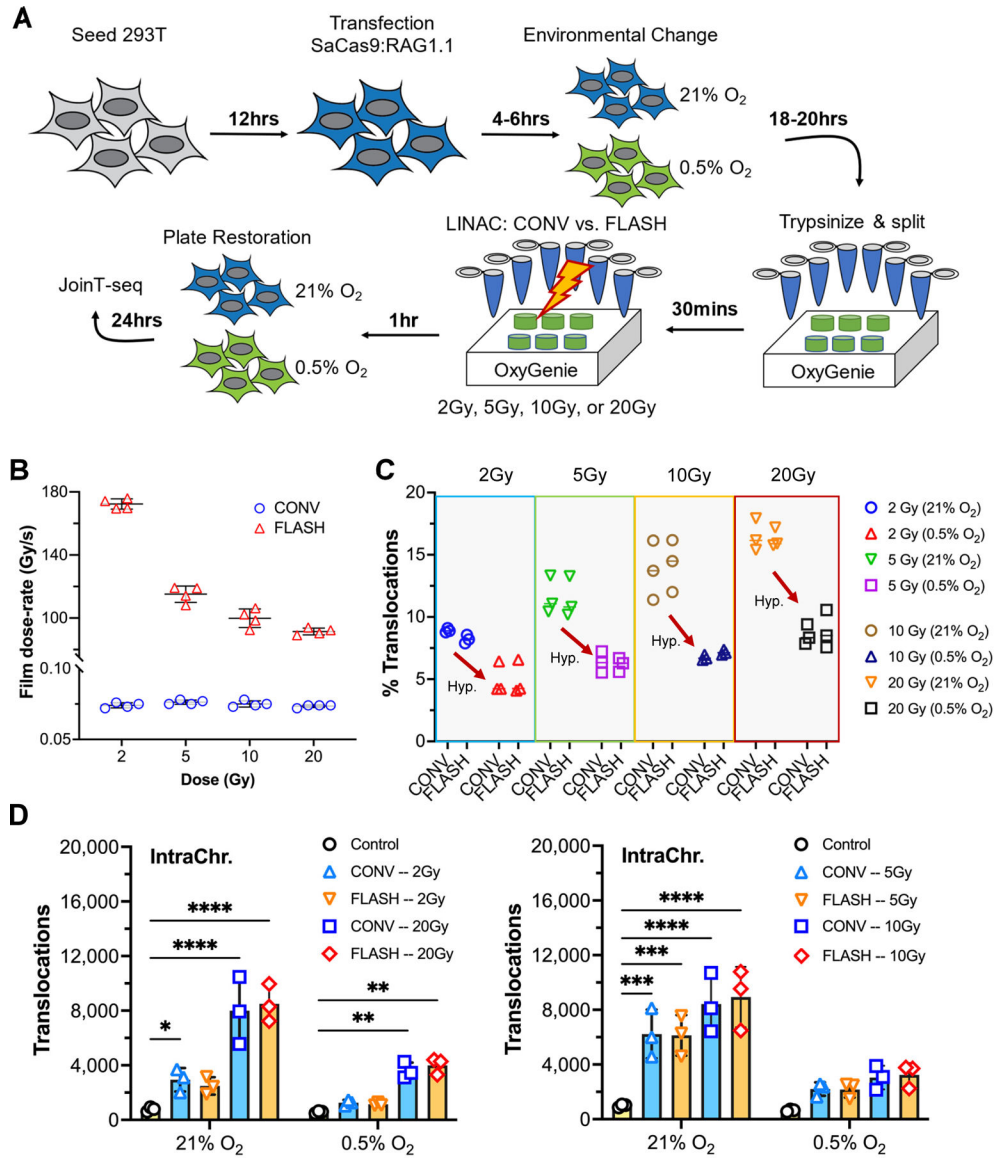 A
Seed 293T
Transfection
SaCas9:RAG1.1
Environmental Change
12hrs
4-6hrs
21% O₂
0.5% O₂
18-20hrs
Trypsinize & split
OxyGenie
30mins
LINAC: CONV vs. FLASH
OxyGenie
2Gy, 5Gy, 10Gy, or 20Gy
1hr
Plate Restoration
21% O₂
0.5% O₂
24hrs
JoinT-seq
B
Film dose-rate (Gy/s)
180
140
100
0.10
0.05
CONV
FLASH
2
5
10
20
Dose (Gy)
C
% Translocations
20
15
10
5
0
2Gy
5Gy
10Gy
20Gy
Hyp.
Hyp.
Hyp.
Hyp.
CONV
FLASH
CONV
FLASH
CONV
FLASH
CONV
FLASH
CONV
FLASH
CONV
FLASH
CONV
FLASH
CONV
FLASH
2 Gy (21% O₂)
2 Gy (0.5% O₂)
5 Gy (21% O₂)
5 Gy (0.5% O₂)
10 Gy (21% O₂)
10 Gy (0.5% O₂)
20 Gy (21% O₂)
20 Gy (0.5% O₂)
D
Translocations
20,000
16,000
12,000
8,000
4,000
0
IntraChr.
Control
CONV -- 2Gy
FLASH -- 2Gy
CONV -- 20Gy
FLASH -- 20Gy
****
****
*
**
**
21% O₂
0.5% O₂
Translocations
20,000
16,000
12,000
8,000
4,000
0
IntraChr.
Control
CONV -- 5Gy
FLASH -- 5Gy
CONV -- 10Gy
FLASH -- 10Gy
****
****
***
***
21% O₂
0.5% O₂